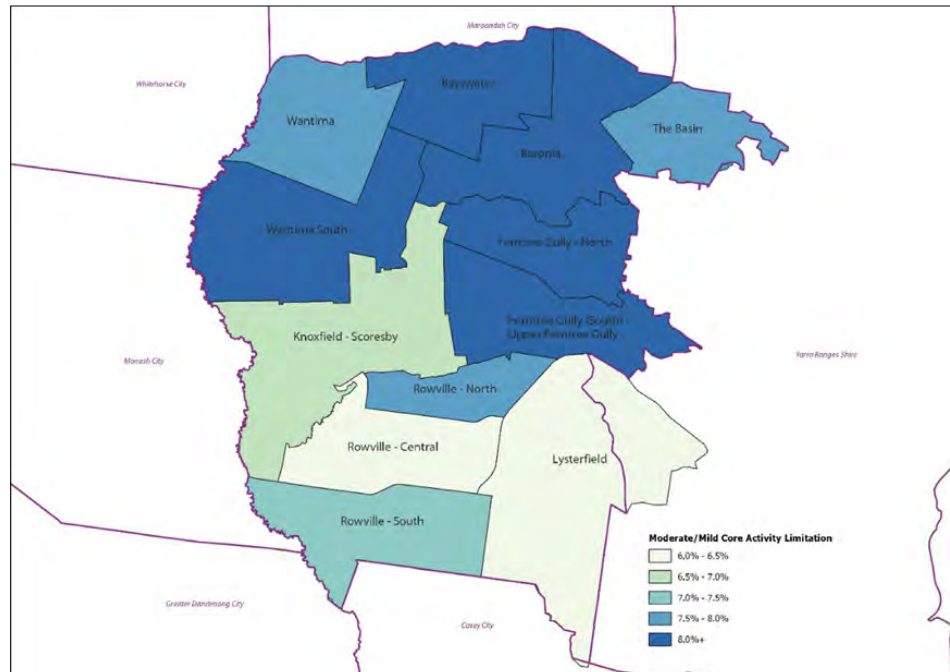 Maroondah City
Whitehorse City
Bayswater
Wantirna
The Basin
Boronia
Wantirna South
Ferntree Gully - North
Ferntree Gully (South) -
Upper Ferntree Gully
Knoxfield - Scoresby
Monash City
Yarra Ranges Shire
Rowville - North
Rowville - Central
Lysterfield
Rowville - South
Moderate/Mild Core Activity Limitation
6.0% - 6.5%
6.5% - 7.0%
7.0% - 7.5%
7.5% - 8.0%
8.0%+
Greater Dandenong City
Casey City